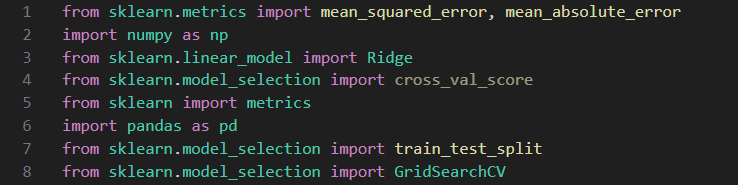 1 from sklearn.metrics import mean_squared_error, mean_absolute_error
2 import numpy as np
3 from sklearn.linear_model import Ridge
4 from sklearn.model_selection import cross_val_score
5 from sklearn import metrics
6 import pandas as pd
7 from sklearn.model_selection import train_test_split
8 from sklearn.model_selection import GridSearchCV